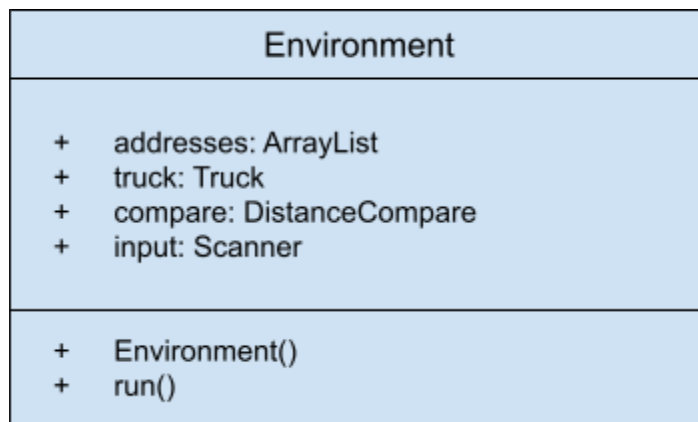 Environment
+ addresses: ArrayList
+ truck: Truck
+ compare: DistanceCompare
+ input: Scanner
+ Environment()
+ run()